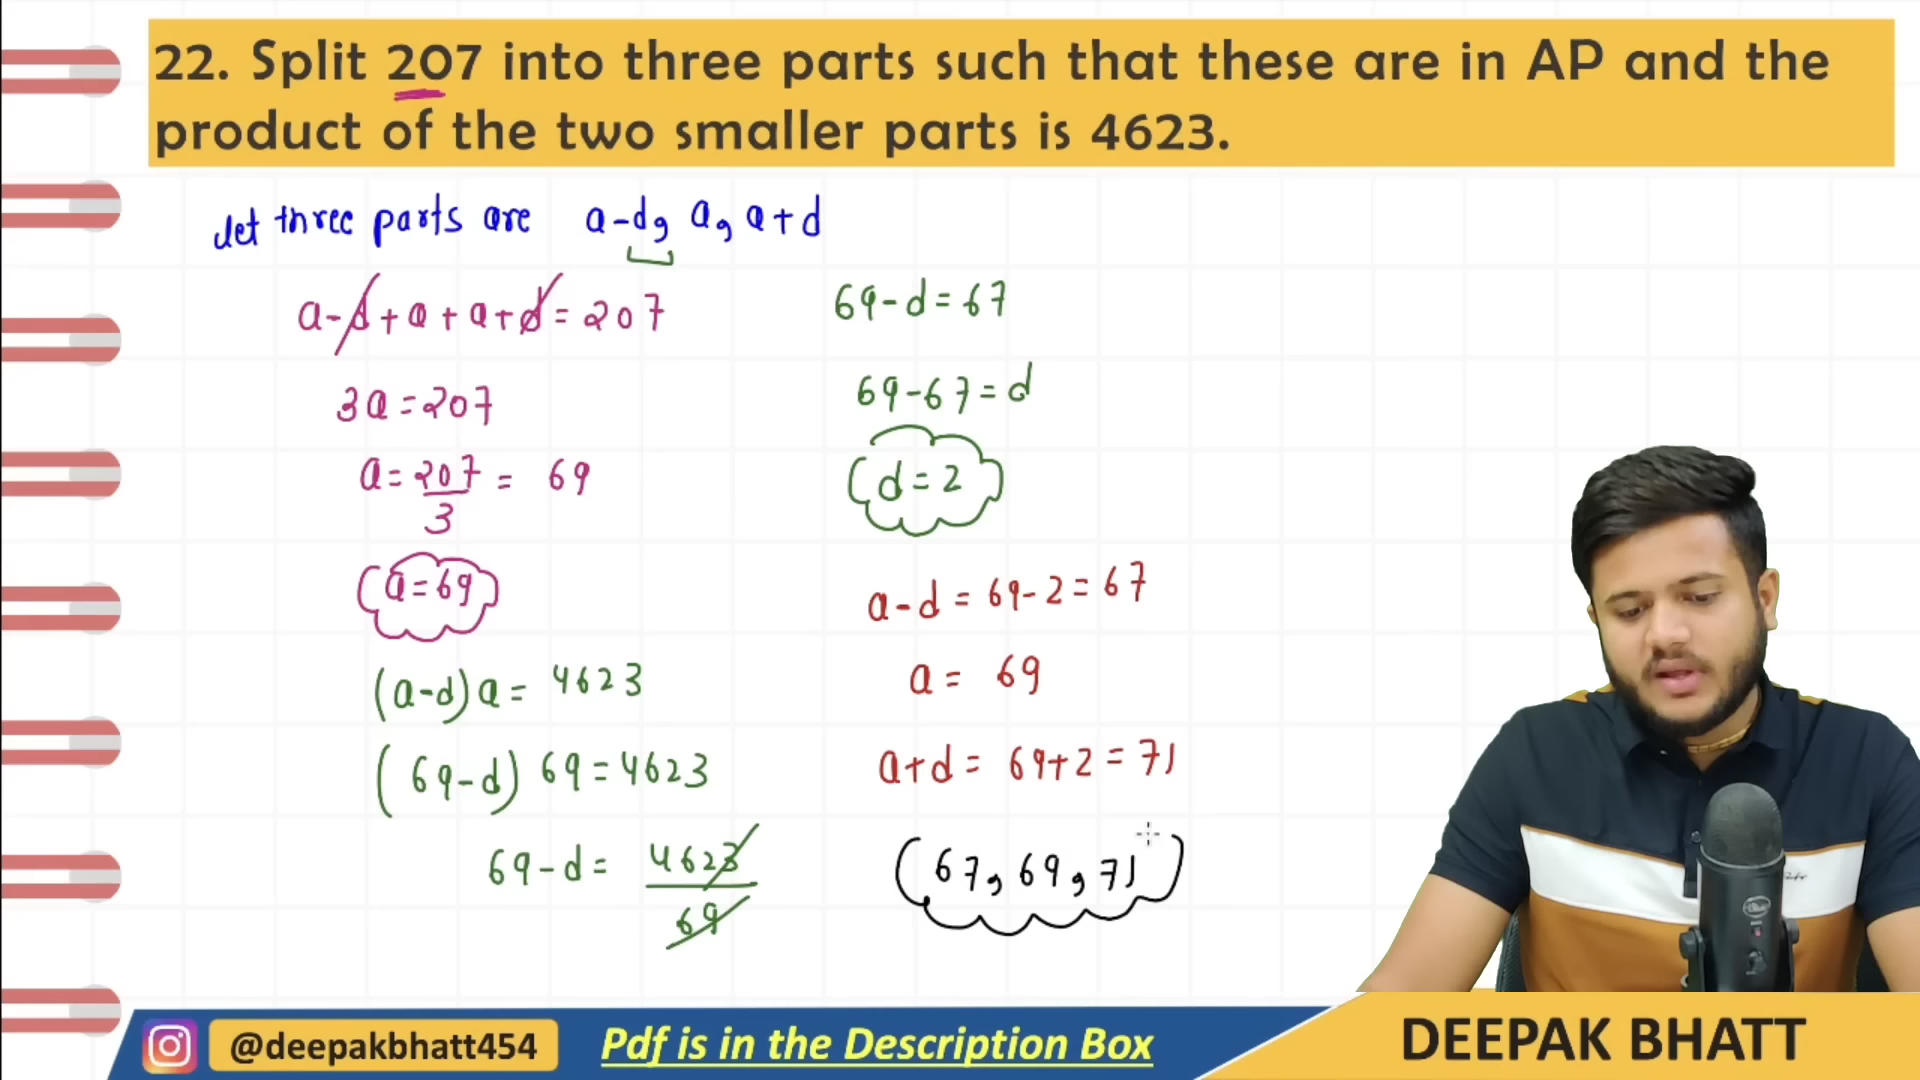 22. Split 207 into three parts such that these are in AP and the
product of the two smaller parts is 4623.
let three parts are a-d, a, a+d
a-d+a+a+d=207
3a=207
a=207/3 = 69
a=69
(a-d)a= 4623
(69-d) 69=4623
69-d= 4623/69
69-d=67
69-67=d
d=2
a-d = 69-2=67
a= 69
a+d= 69+2=71
(67, 69, 71)
@deepakbhatt454
Pdf is in the Description Box
DEEPAK BHATT